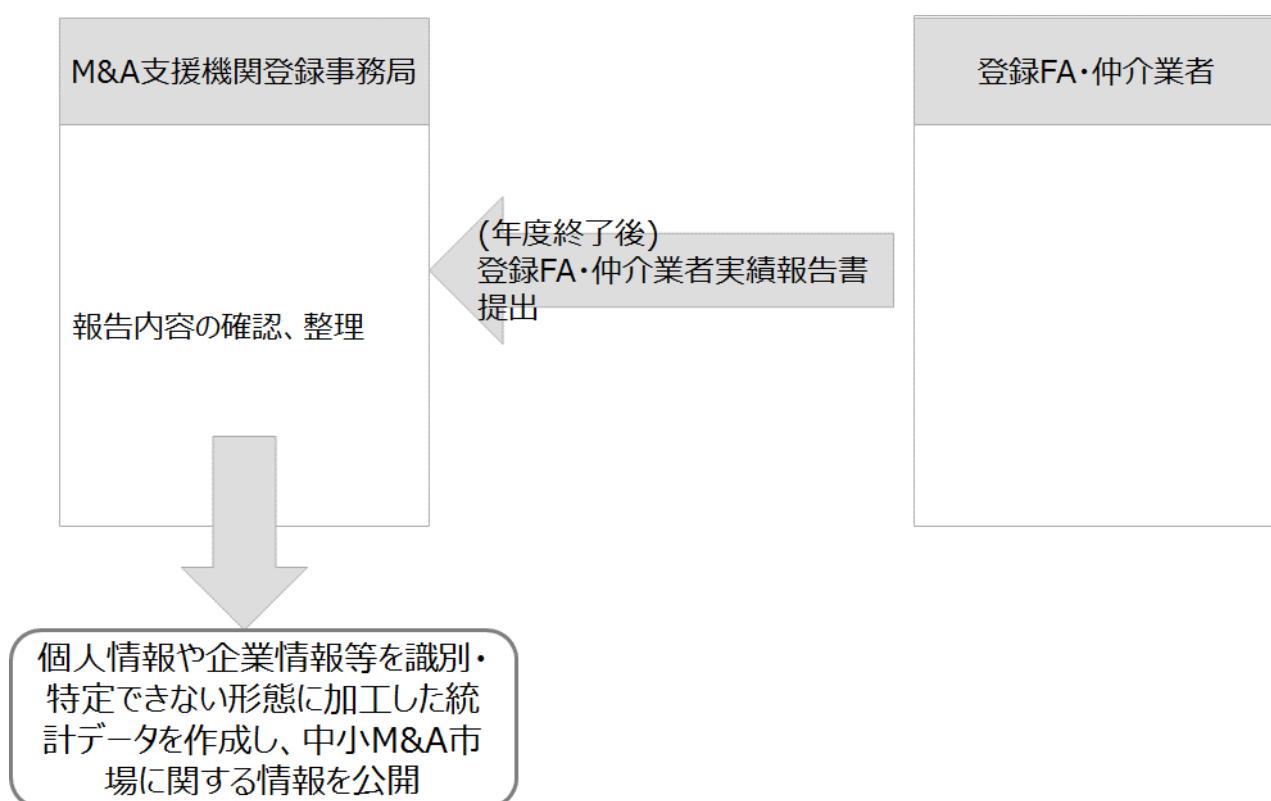 M&A支援機関登録事務局
登録FA・仲介業者
(年度終了後)
登録FA・仲介業者実績報告書
提出
報告内容の確認、整理
個人情報や企業情報等を識別・
特定できない形態に加工した統
計データを作成し、中小M&A市
場に関する情報を公開